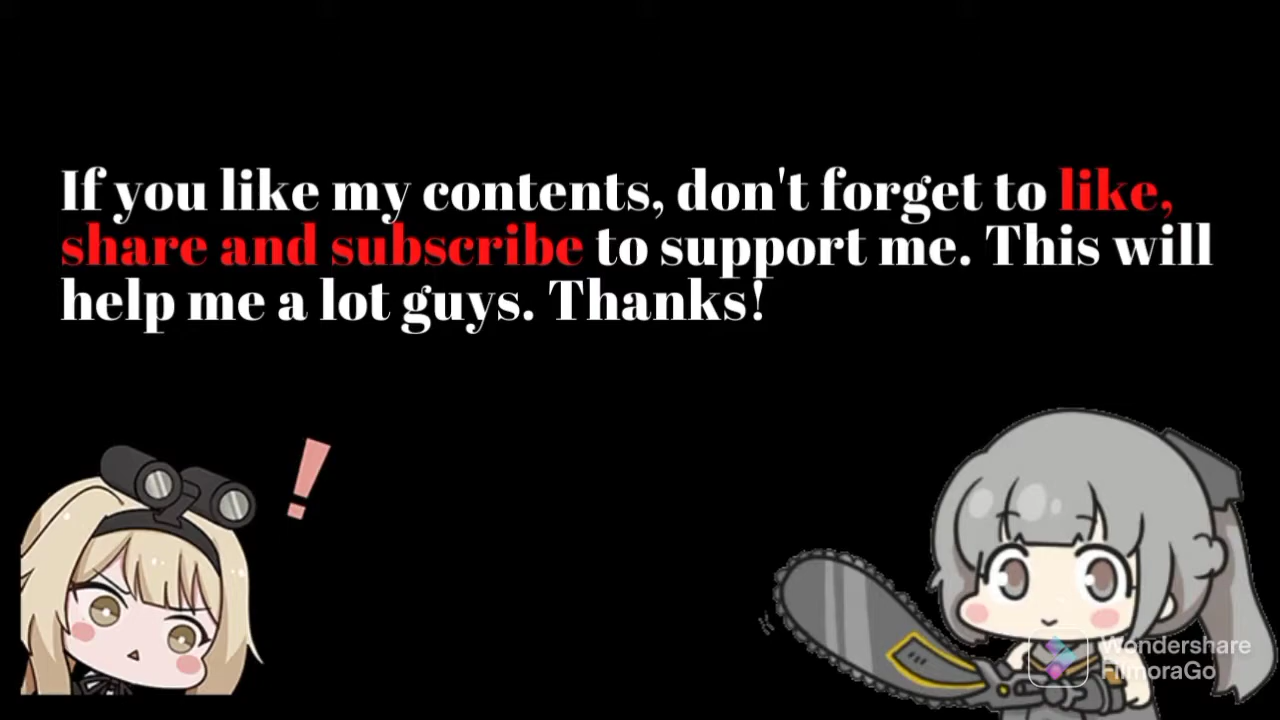 If you like my contents, don't forget to like,
share and subscribe to support me. This will
help me a lot guys. Thanks!
!
Wondershare
FilmoraGo